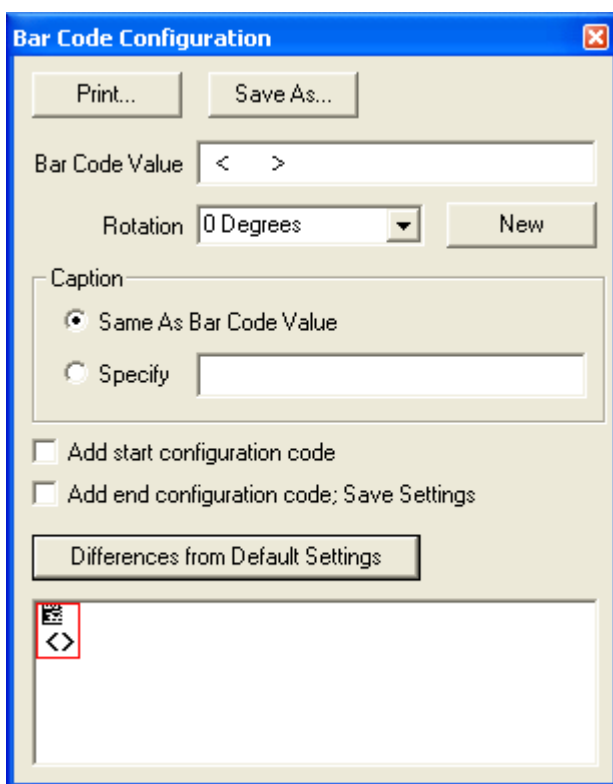 Bar Code Configuration
Print... Save As...
Bar Code Value < >
Rotation 0 Degrees New
Caption
Same As Bar Code Value
Specify
Add start configuration code
Add end configuration code; Save Settings
Differences from Default Settings
<>